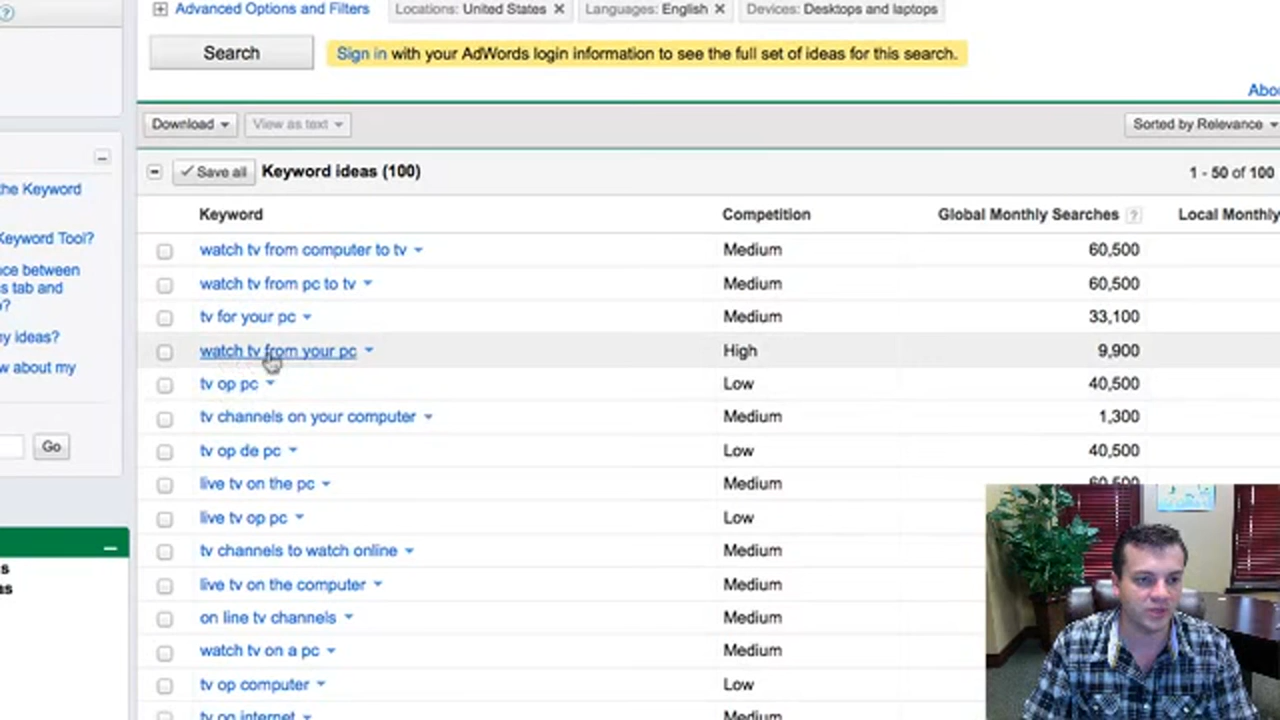 Advanced Options and Filters Locations: United States × Languages: English × Devices: Desktops and laptops
Search Sign in with your AdWords login information to see the full set of ideas for this search.
Download View as text Sorted by Relevance
the Keyword
Keyword Tool?
between
tab and
ideas?
about my
Go
Save all Keyword ideas (100) 1 - 50 of 100
Keyword Competition Global Monthly Searches ? Local Monthly
watch tv from computer to tv Medium 60,500
watch tv from pc to tv Medium 60,500
tv for your pc Medium 33,100
watch tv from your pc High 9,900
tv op pc Low 40,500
tv channels on your computer Medium 1,300
tv op de pc Low 40,500
live tv on the pc Medium 60,500
live tv op pc Low
tv channels to watch online Medium
live tv on the computer Medium
on line tv channels Medium
watch tv on a pc Medium
tv op computer Low
tv on internet Medium